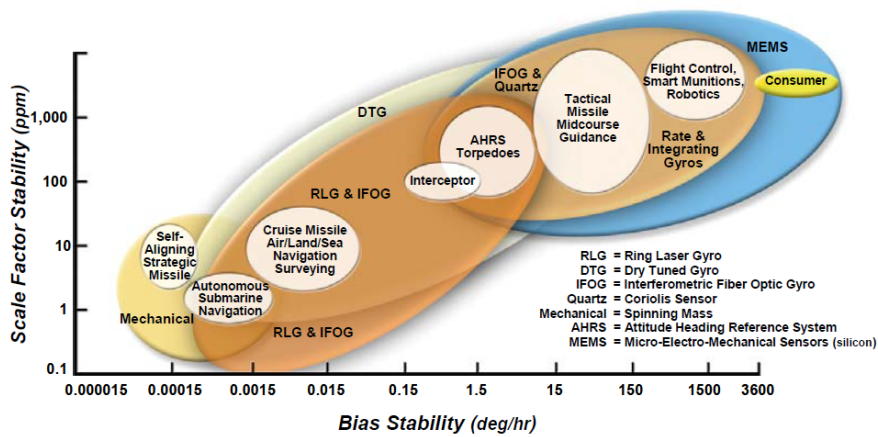 MEMS
IFOG &
Quartz
Flight Control,
Smart Munitions,
Robotics
Consumer
DTG
Tactical
Missile
Midcourse
Guidance
Rate &
Integrating
Gyros
AHRS
Torpedoes
Interceptor
RLG & IFOG
Cruise Missile
Air/Land/Sea
Navigation
Surveying
Self-
Aligning
Strategic
Missile
Autonomous
Submarine
Navigation
Mechanical
RLG & IFOG
Scale Factor Stability (ppm)
1,000
100
10
1
0.1
RLG = Ring Laser Gyro
DTG = Dry Tuned Gyro
IFOG = Interferometric Fiber Optic Gyro
Quartz = Coriolis Sensor
Mechanical = Spinning Mass
AHRS = Attitude Heading Reference System
MEMS = Micro-Electro-Mechanical Sensors (silicon)
0.000015 0.00015 0.0015 0.015 0.15 1.5 15 150 1500 3600
Bias Stability (deg/hr)